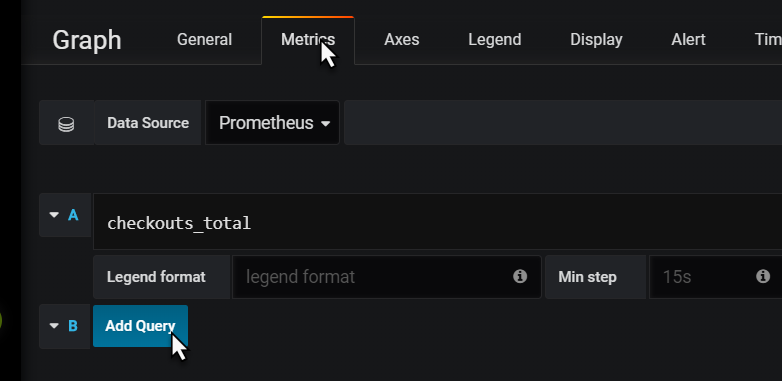 Graph General Metrics Axes Legend Display Alert Tim
Data Source Prometheus
A checkouts_total
Legend format legend format Min step 15s
B Add Query